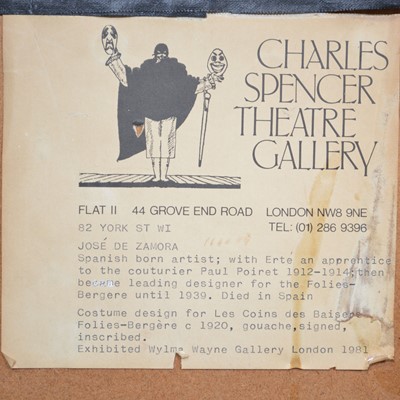 CHARLES
SPENCER
THEATRE
GALLERY
FLAT II 44 GROVE END ROAD LONDON NW8 9NE
82 YORK ST WI TEL: (01) 286 9396
JOSÉ DE ZAMORA
Spanish born artist; with Erté an apprentice
to the couturier Paul Poiret 1912-1914; then
became leading designer for the Folies-
Bergere until 1939. Died in Spain
Costume design for Les Coins des Baisers
Folies-Bergère c 1920, gouache, signed,
inscribed.
Exhibited Wylma Wayne Gallery London 1981